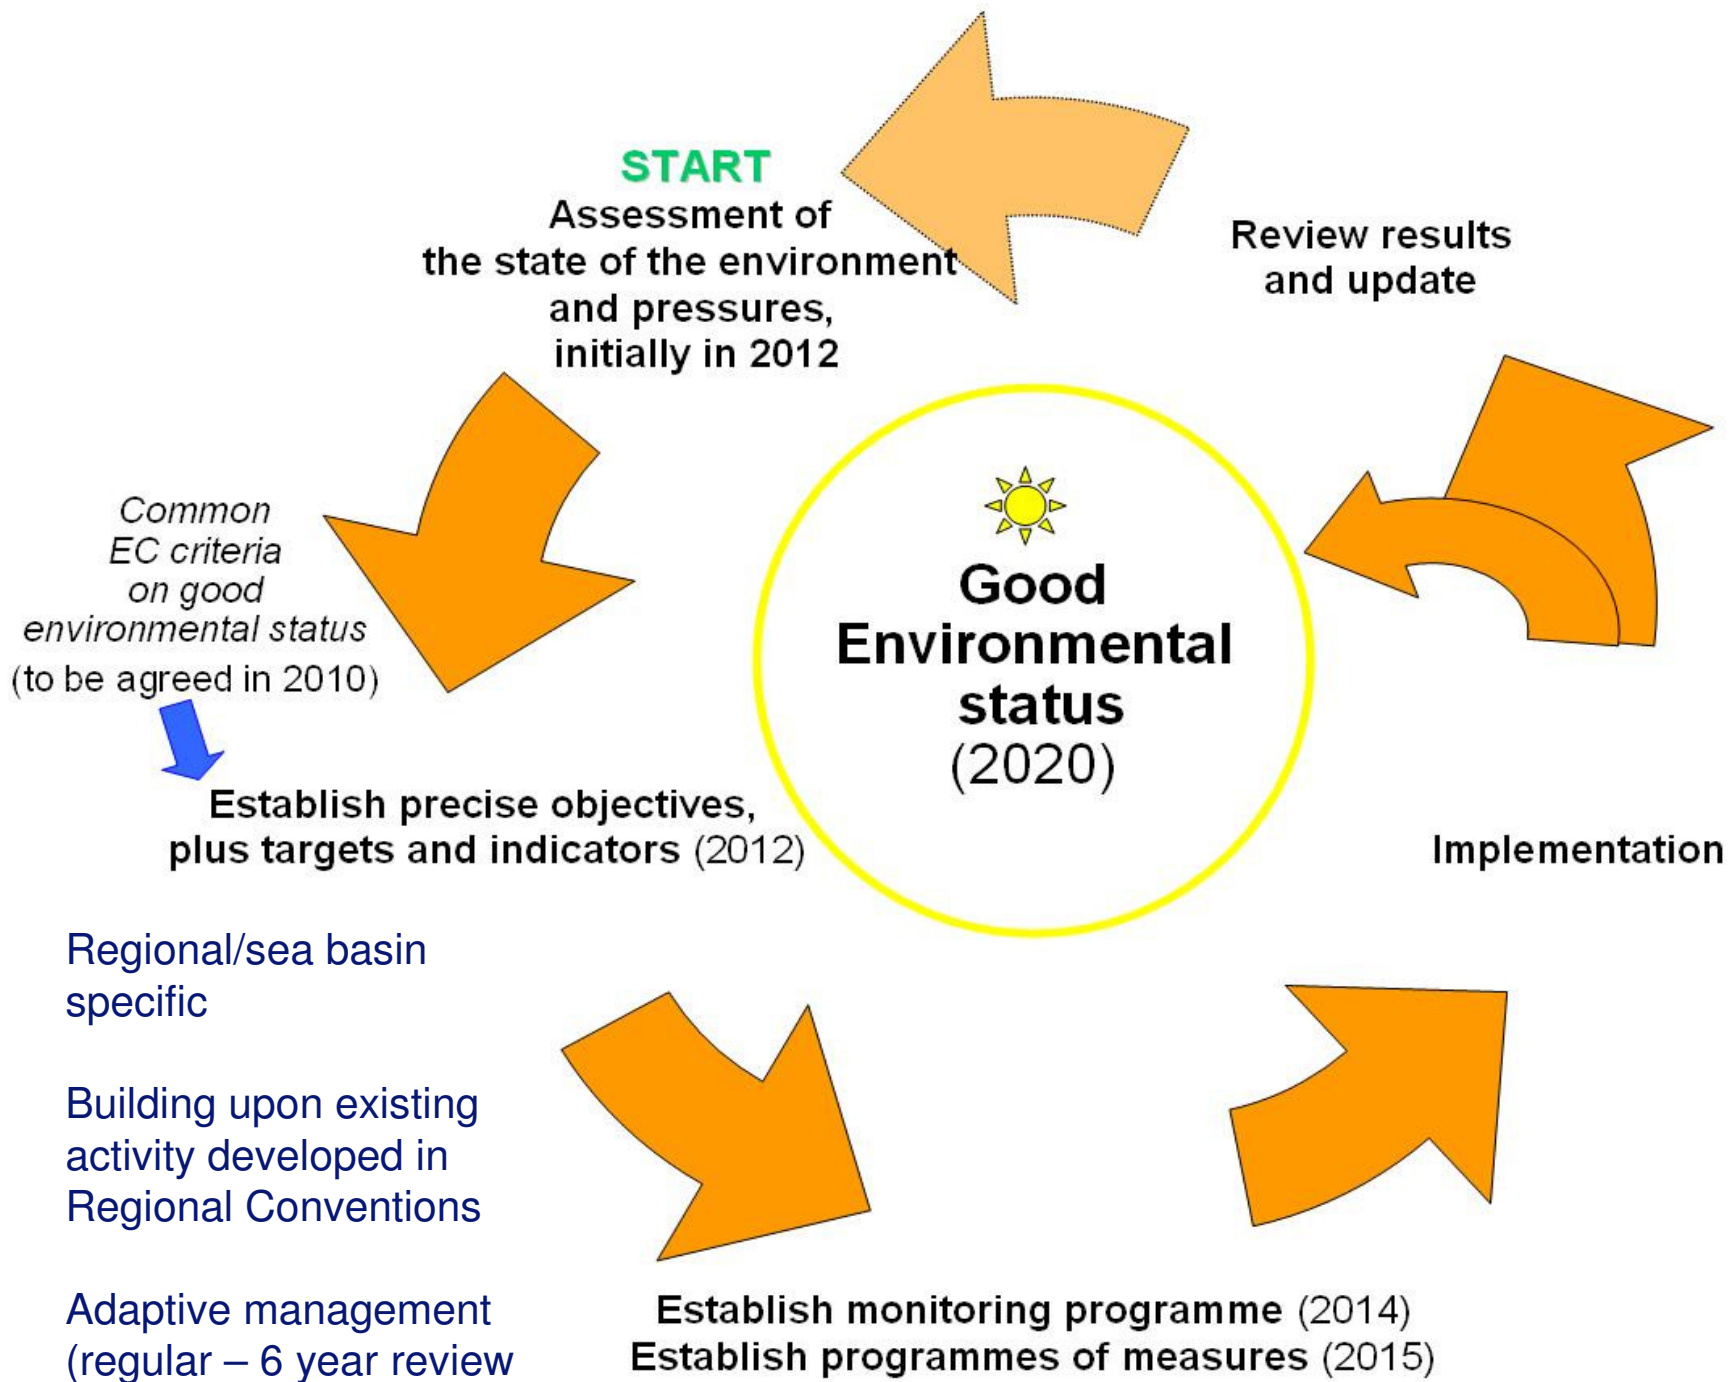 START
Assessment of
the state of the environment
and pressures,
initially in 2012
Review results
and update
Common
EC criteria
on good
environmental status
(to be agreed in 2010)
Good
Environmental
status
(2020)
Establish precise objectives,
plus targets and indicators (2012)
Implementation
Regional/sea basin
specific
Building upon existing
activity developed in
Regional Conventions
Adaptive management
(regular – 6 year review
Establish monitoring programme (2014)
Establish programmes of measures (2015)